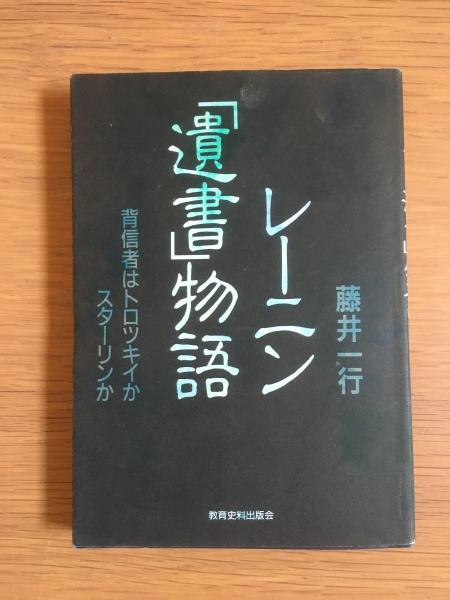 レーニン
「遺書」物語
背信者はトロツキイか
スターリンか
藤井一行
教育史料出版会